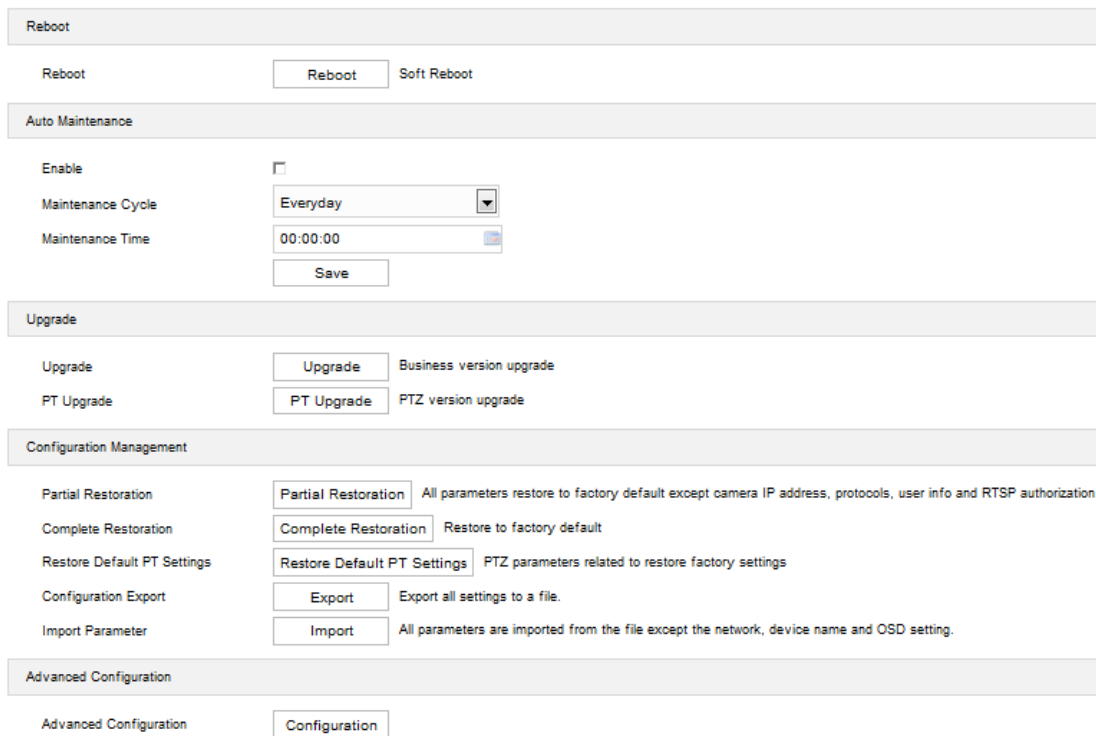 Reboot
Reboot Reboot Soft Reboot
Auto Maintenance
Enable
Maintenance Cycle Everyday
Maintenance Time 00:00:00
Save
Upgrade
Upgrade Upgrade Business version upgrade
PT Upgrade PT Upgrade PTZ version upgrade
Configuration Management
Partial Restoration Partial Restoration All parameters restore to factory default except camera IP address, protocols, user info and RTSP authorization
Complete Restoration Complete Restoration Restore to factory default
Restore Default PT Settings Restore Default PT Settings PTZ parameters related to restore factory settings
Configuration Export Export Export all settings to a file.
Import Parameter Import All parameters are imported from the file except the network, device name and OSD setting.
Advanced Configuration
Advanced Configuration Configuration